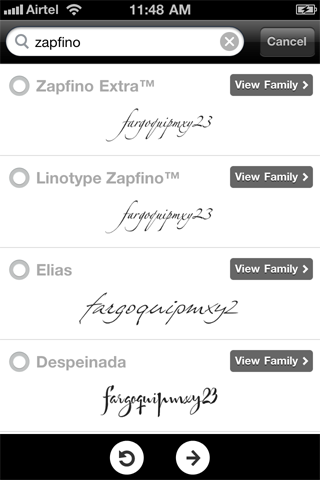 Airtel 11:48 AM
zapfino Cancel
Zapfino Extra™ View Family
fargoquipmxy23
Linotype Zapfino™ View Family
fargoquipmxy23
Elias View Family
fargoquipmxy2
Despeinada View Family
fargoquipmxy23